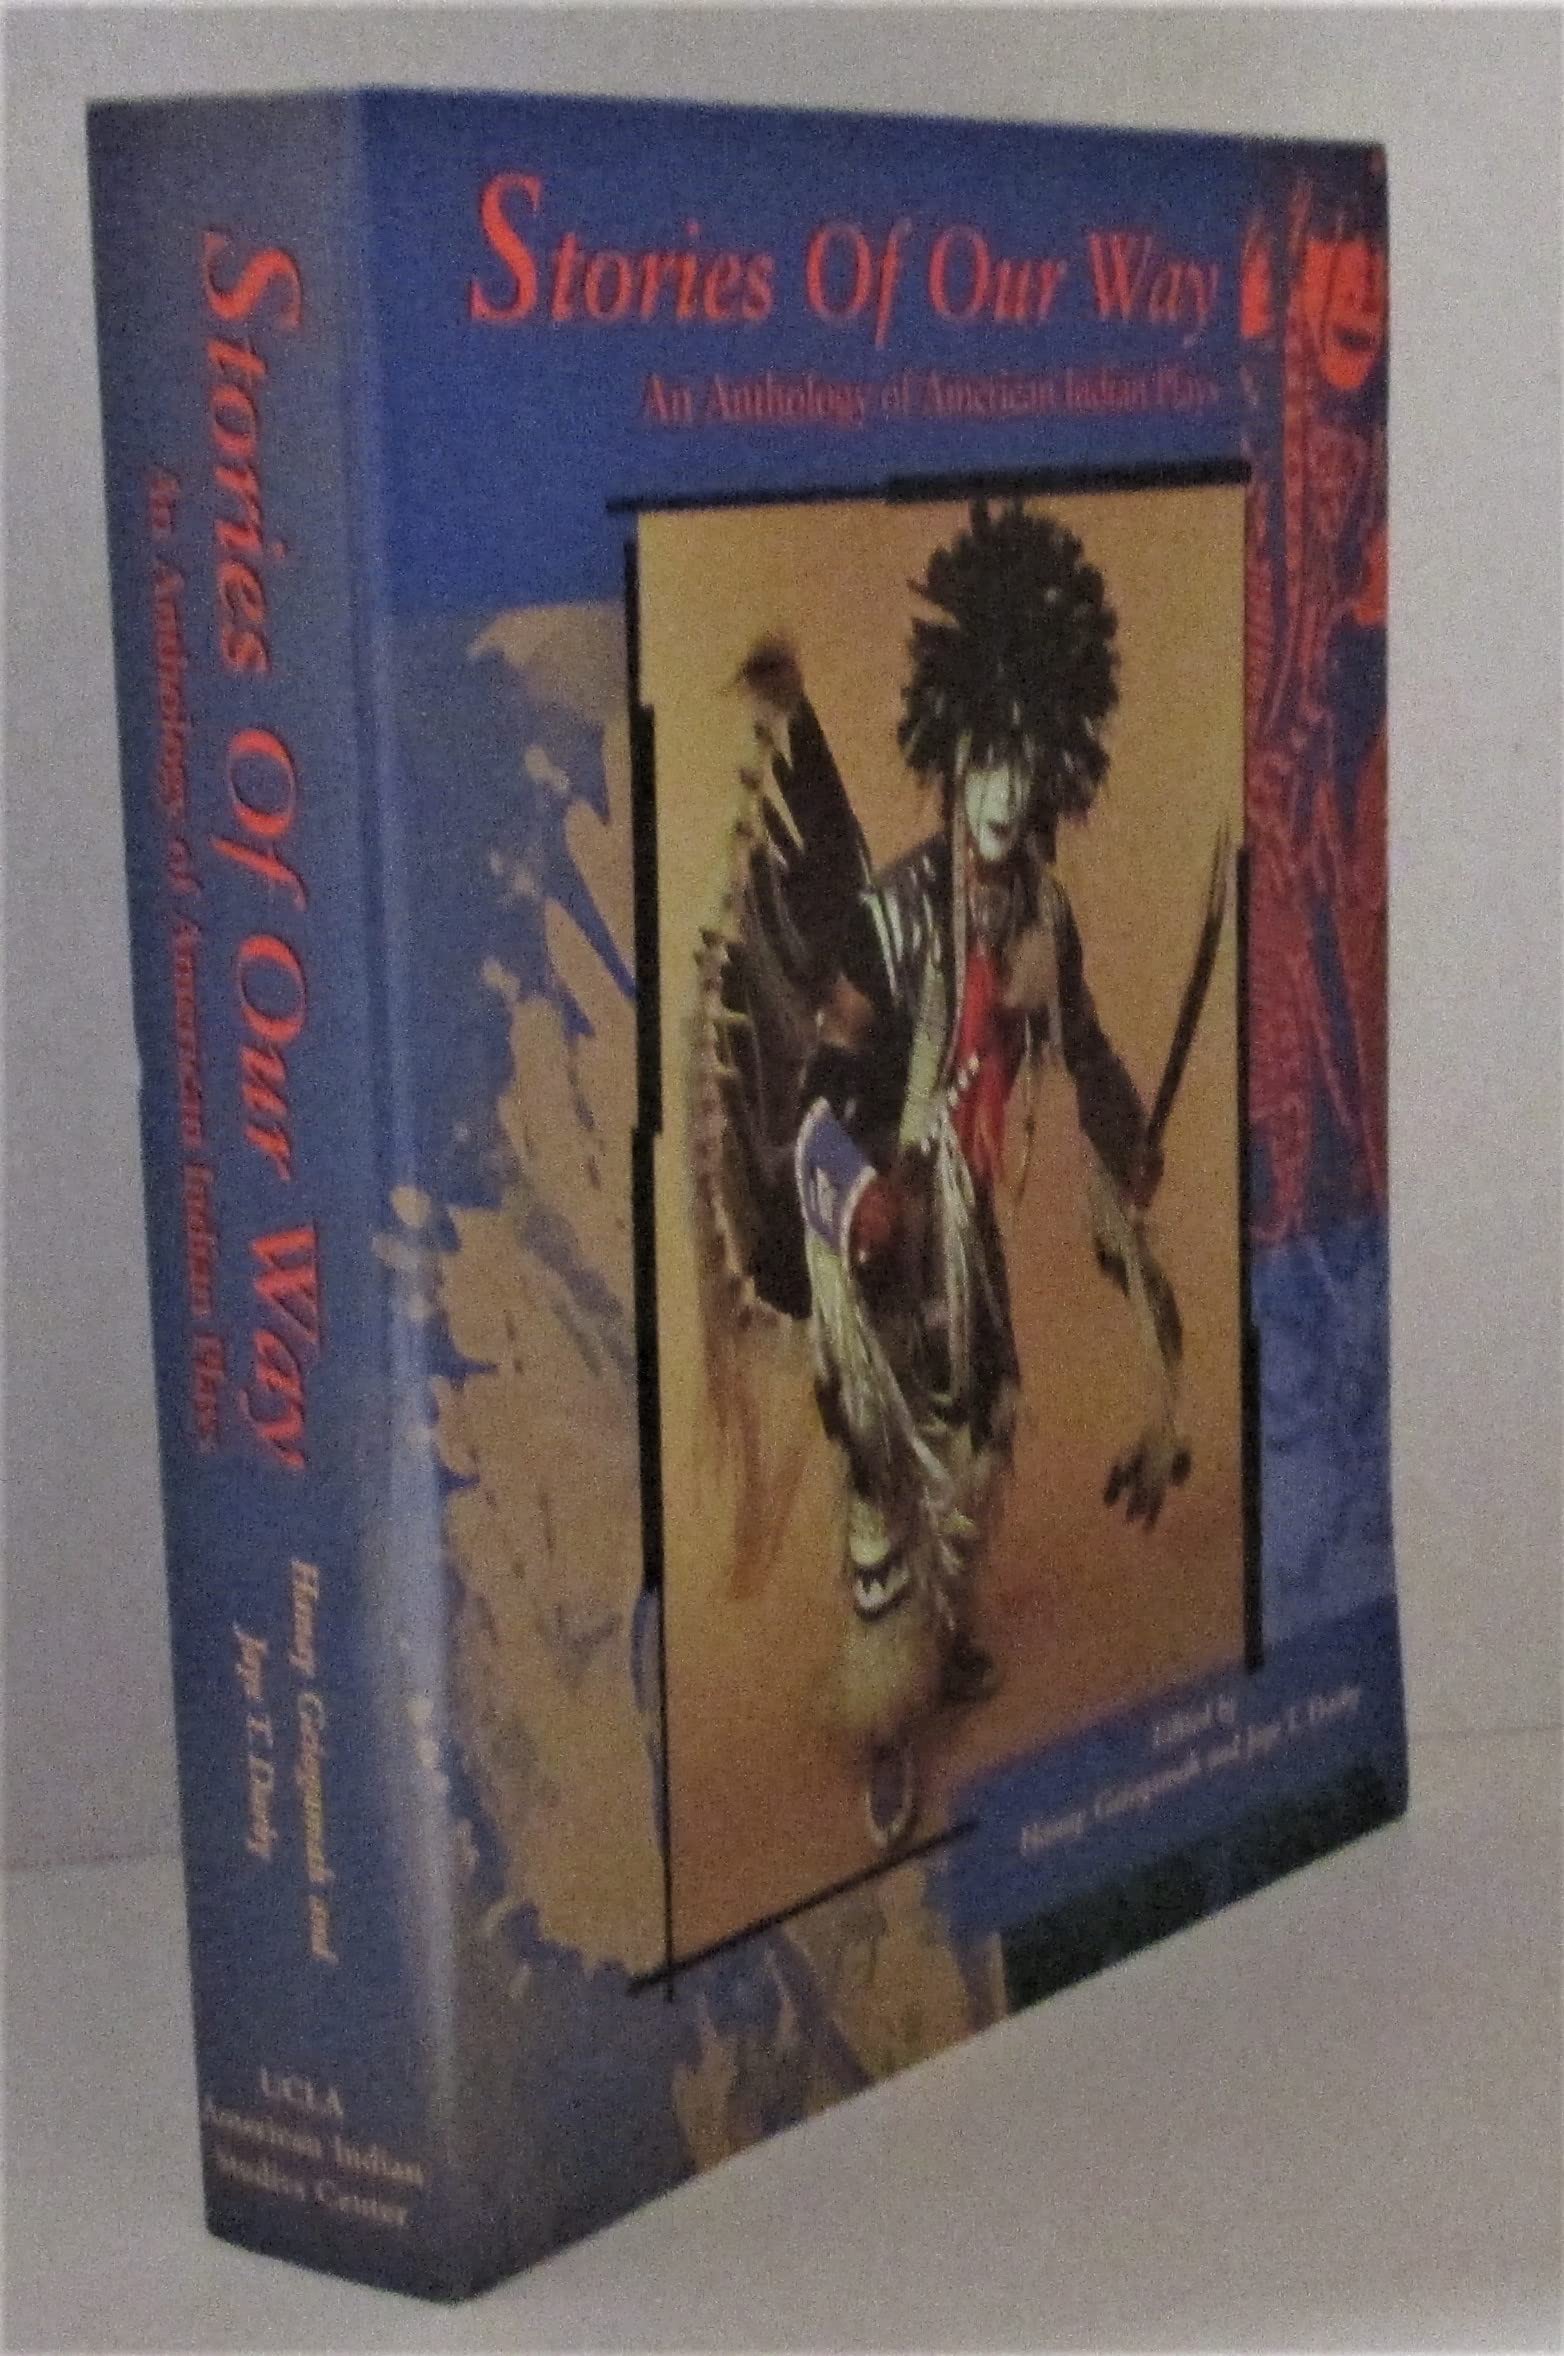 Stories Of Our Way
An Anthology of American Indian Plays
Edited by
Hanay Geiogamah and Jaye T. Darby
Stories Of Our Way
An Anthology of American Indian Plays
Hanay Geiogamah and
Jaye T. Darby
UCLA
American Indian
Studies Center